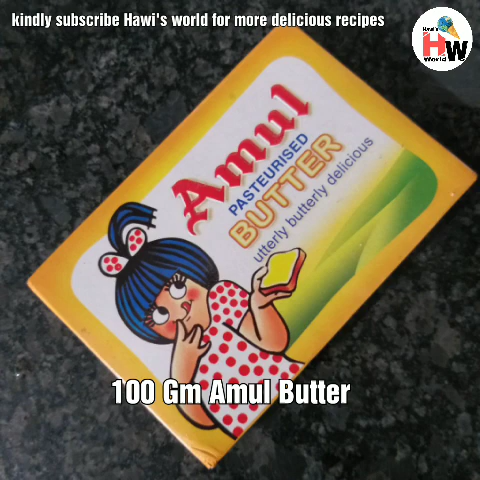 kindly subscribe Hawi's world for more delicious recipes
Hawi's
HW
World
Amul
PASTEURISED
BUTTER
utterly butterly delicious
100 Gm Amul Butter